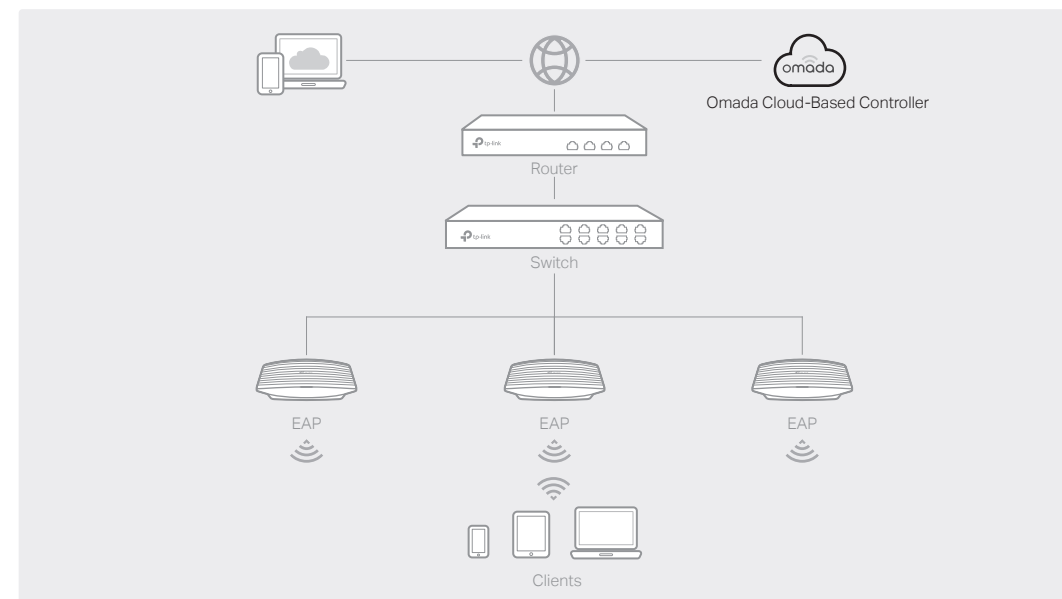 omada
Omada Cloud-Based Controller
tp-link
Router
tp-link
Switch
EAP
EAP
EAP
Clients